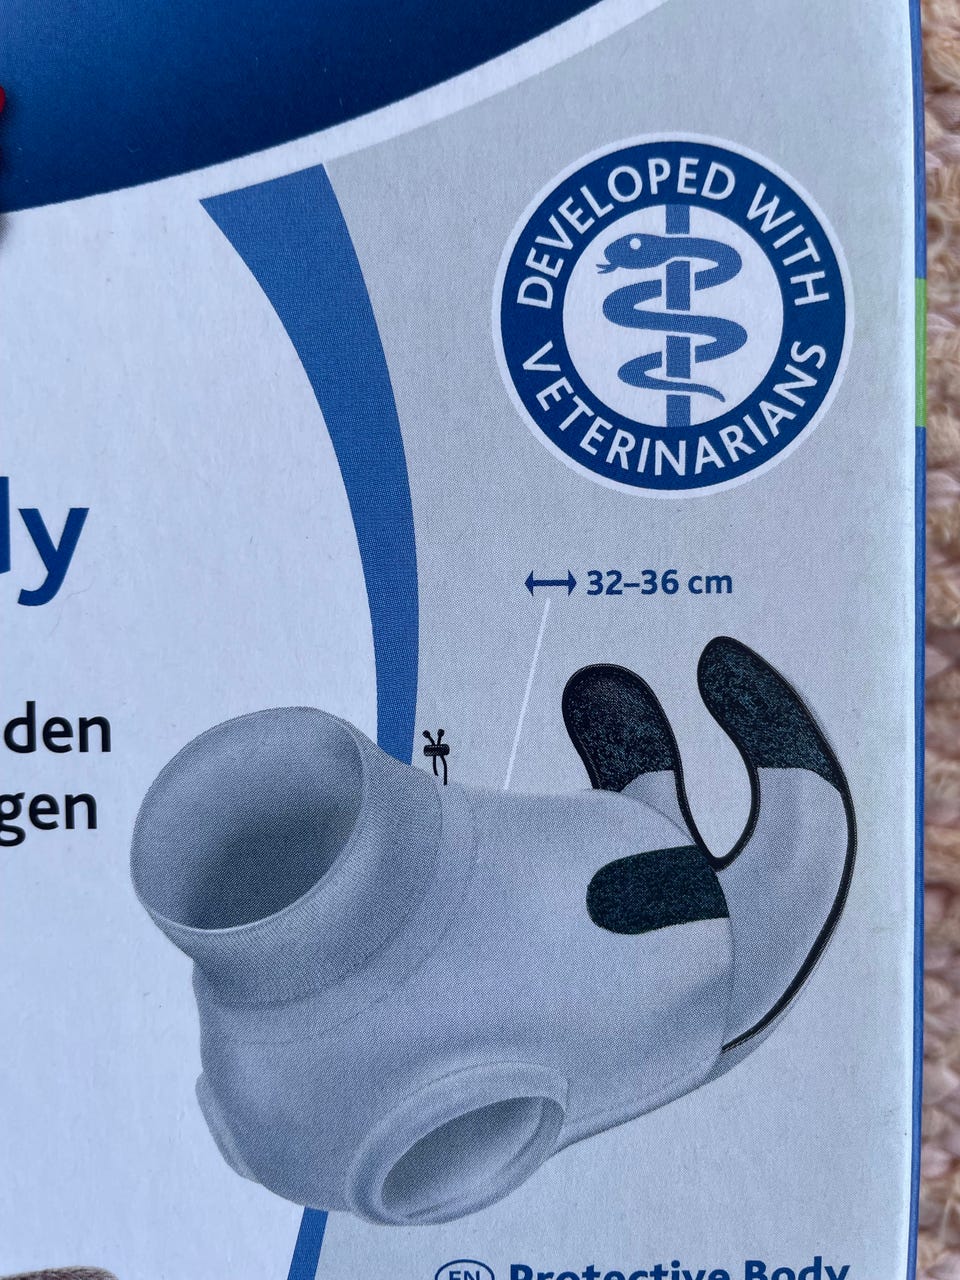 DEVELOPED WITH
VETERINARIANS
ly
32–36 cm
den
gen
EN Protective Body